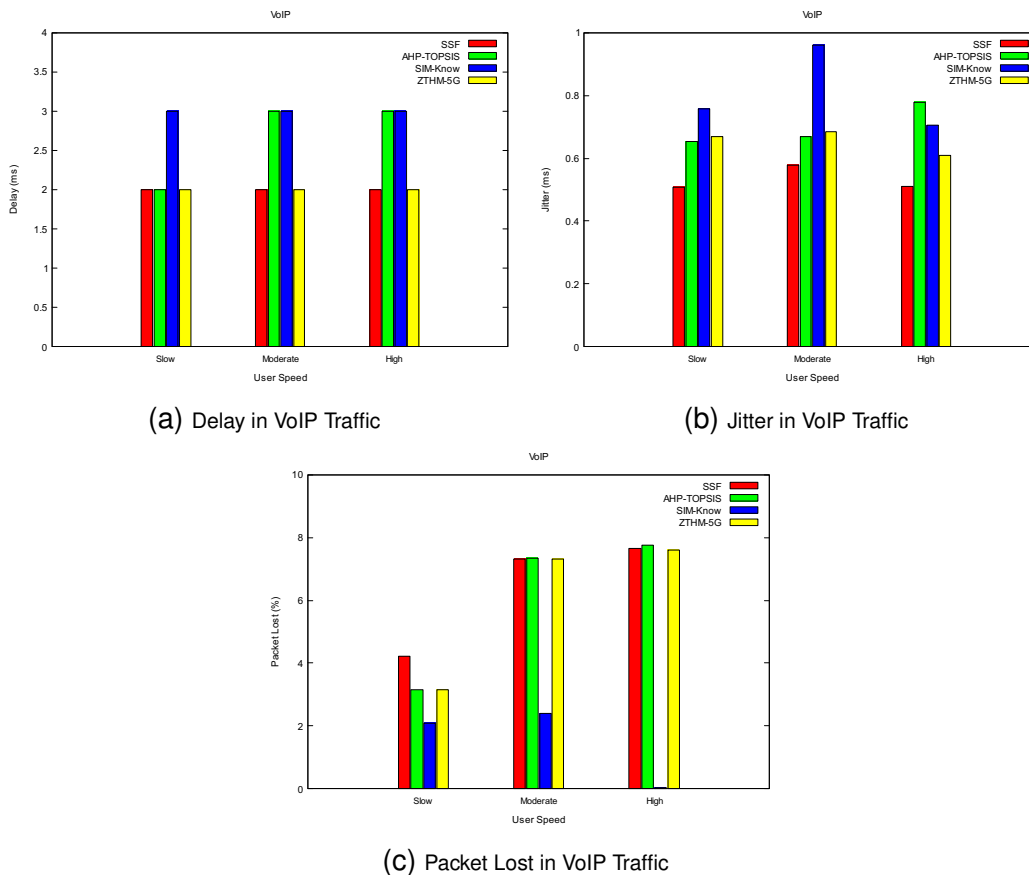 VoIP
SSF
AHP-TOPSIS
SIM-Know
ZTHM-5G
4
3.5
3
2.5
2
1.5
1
0.5
0
Delay (ms)
Slow Moderate High
User Speed
(a) Delay in VoIP Traffic
VoIP
SSF
AHP-TOPSIS
SIM-Know
ZTHM-5G
1
0.8
0.6
0.4
0.2
0
Jitter (ms)
Slow Moderate High
User Speed
(b) Jitter in VoIP Traffic
VoIP
SSF
AHP-TOPSIS
SIM-Know
ZTHM-5G
10
8
6
4
2
0
Packet Lost (%)
Slow Moderate High
User Speed
(c) Packet Lost in VoIP Traffic